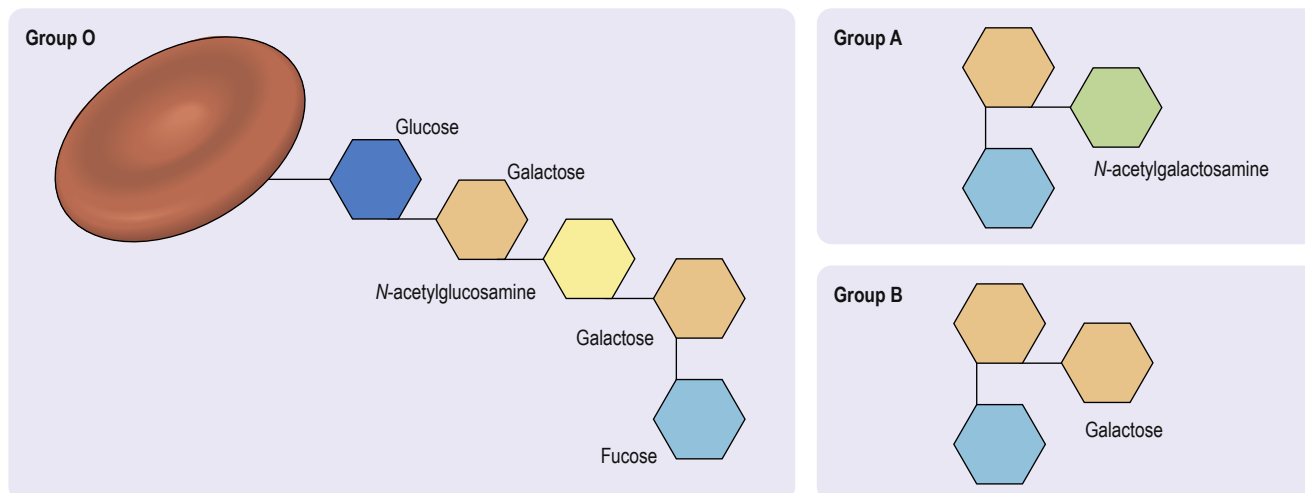 Group O
Glucose
Galactose
N-acetylglucosamine
Galactose
Fucose
Group A
N-acetylgalactosamine
Group B
Galactose